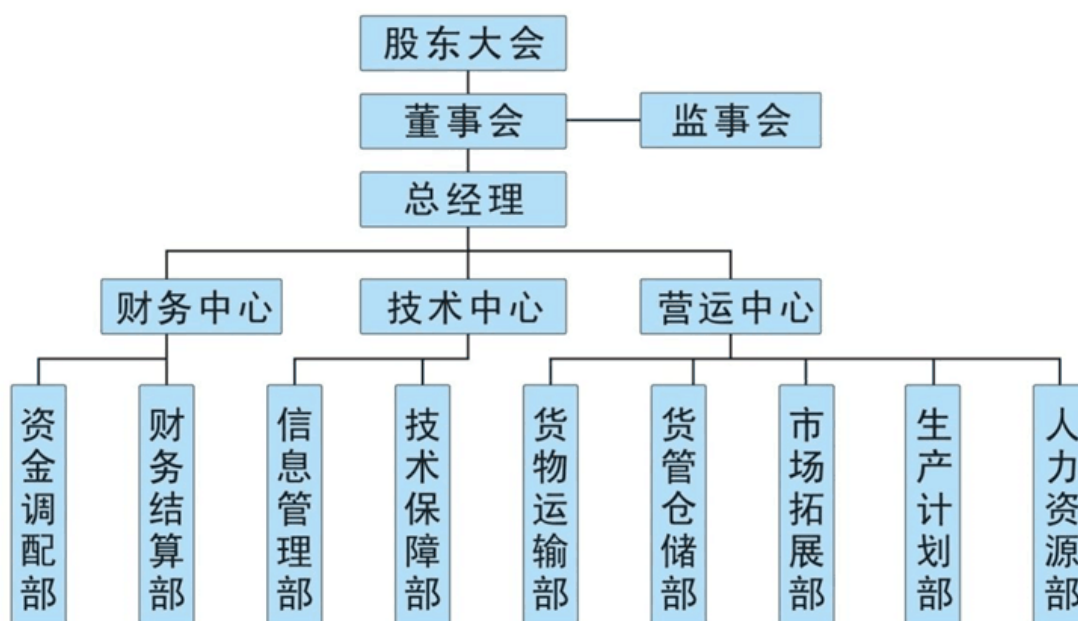 股东大会
董事会
监事会
总经理
财务中心
技术中心
营运中心
资金调配部
财务结算部
信息管理部
技术保障部
货物运输部
货管仓储部
市场拓展部
生产计划部
人力资源部